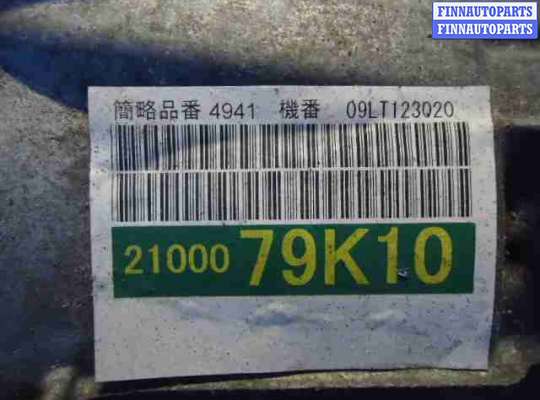 FINNAUTOPARTS
FINNAUTOPARTS
簡略品番 4941 機番 09LT123020
21000 79K10